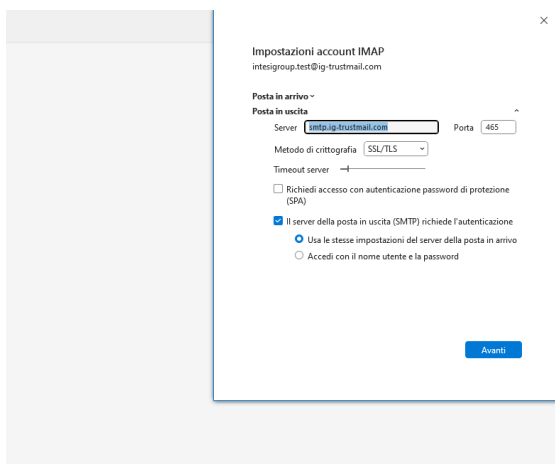 Impostazioni account IMAP
intesigroup.test@ig-trustmail.com
Posta in arrivo
Posta in uscita
Server smtp.ig-trustmail.com Porta 465
Metodo di crittografia SSL/TLS
Timeout server
Richiedi accesso con autenticazione password di protezione
(SPA)
Il server della posta in uscita (SMTP) richiede l'autenticazione
Usa le stesse impostazioni del server della posta in arrivo
Accedi con il nome utente e la password
Avanti